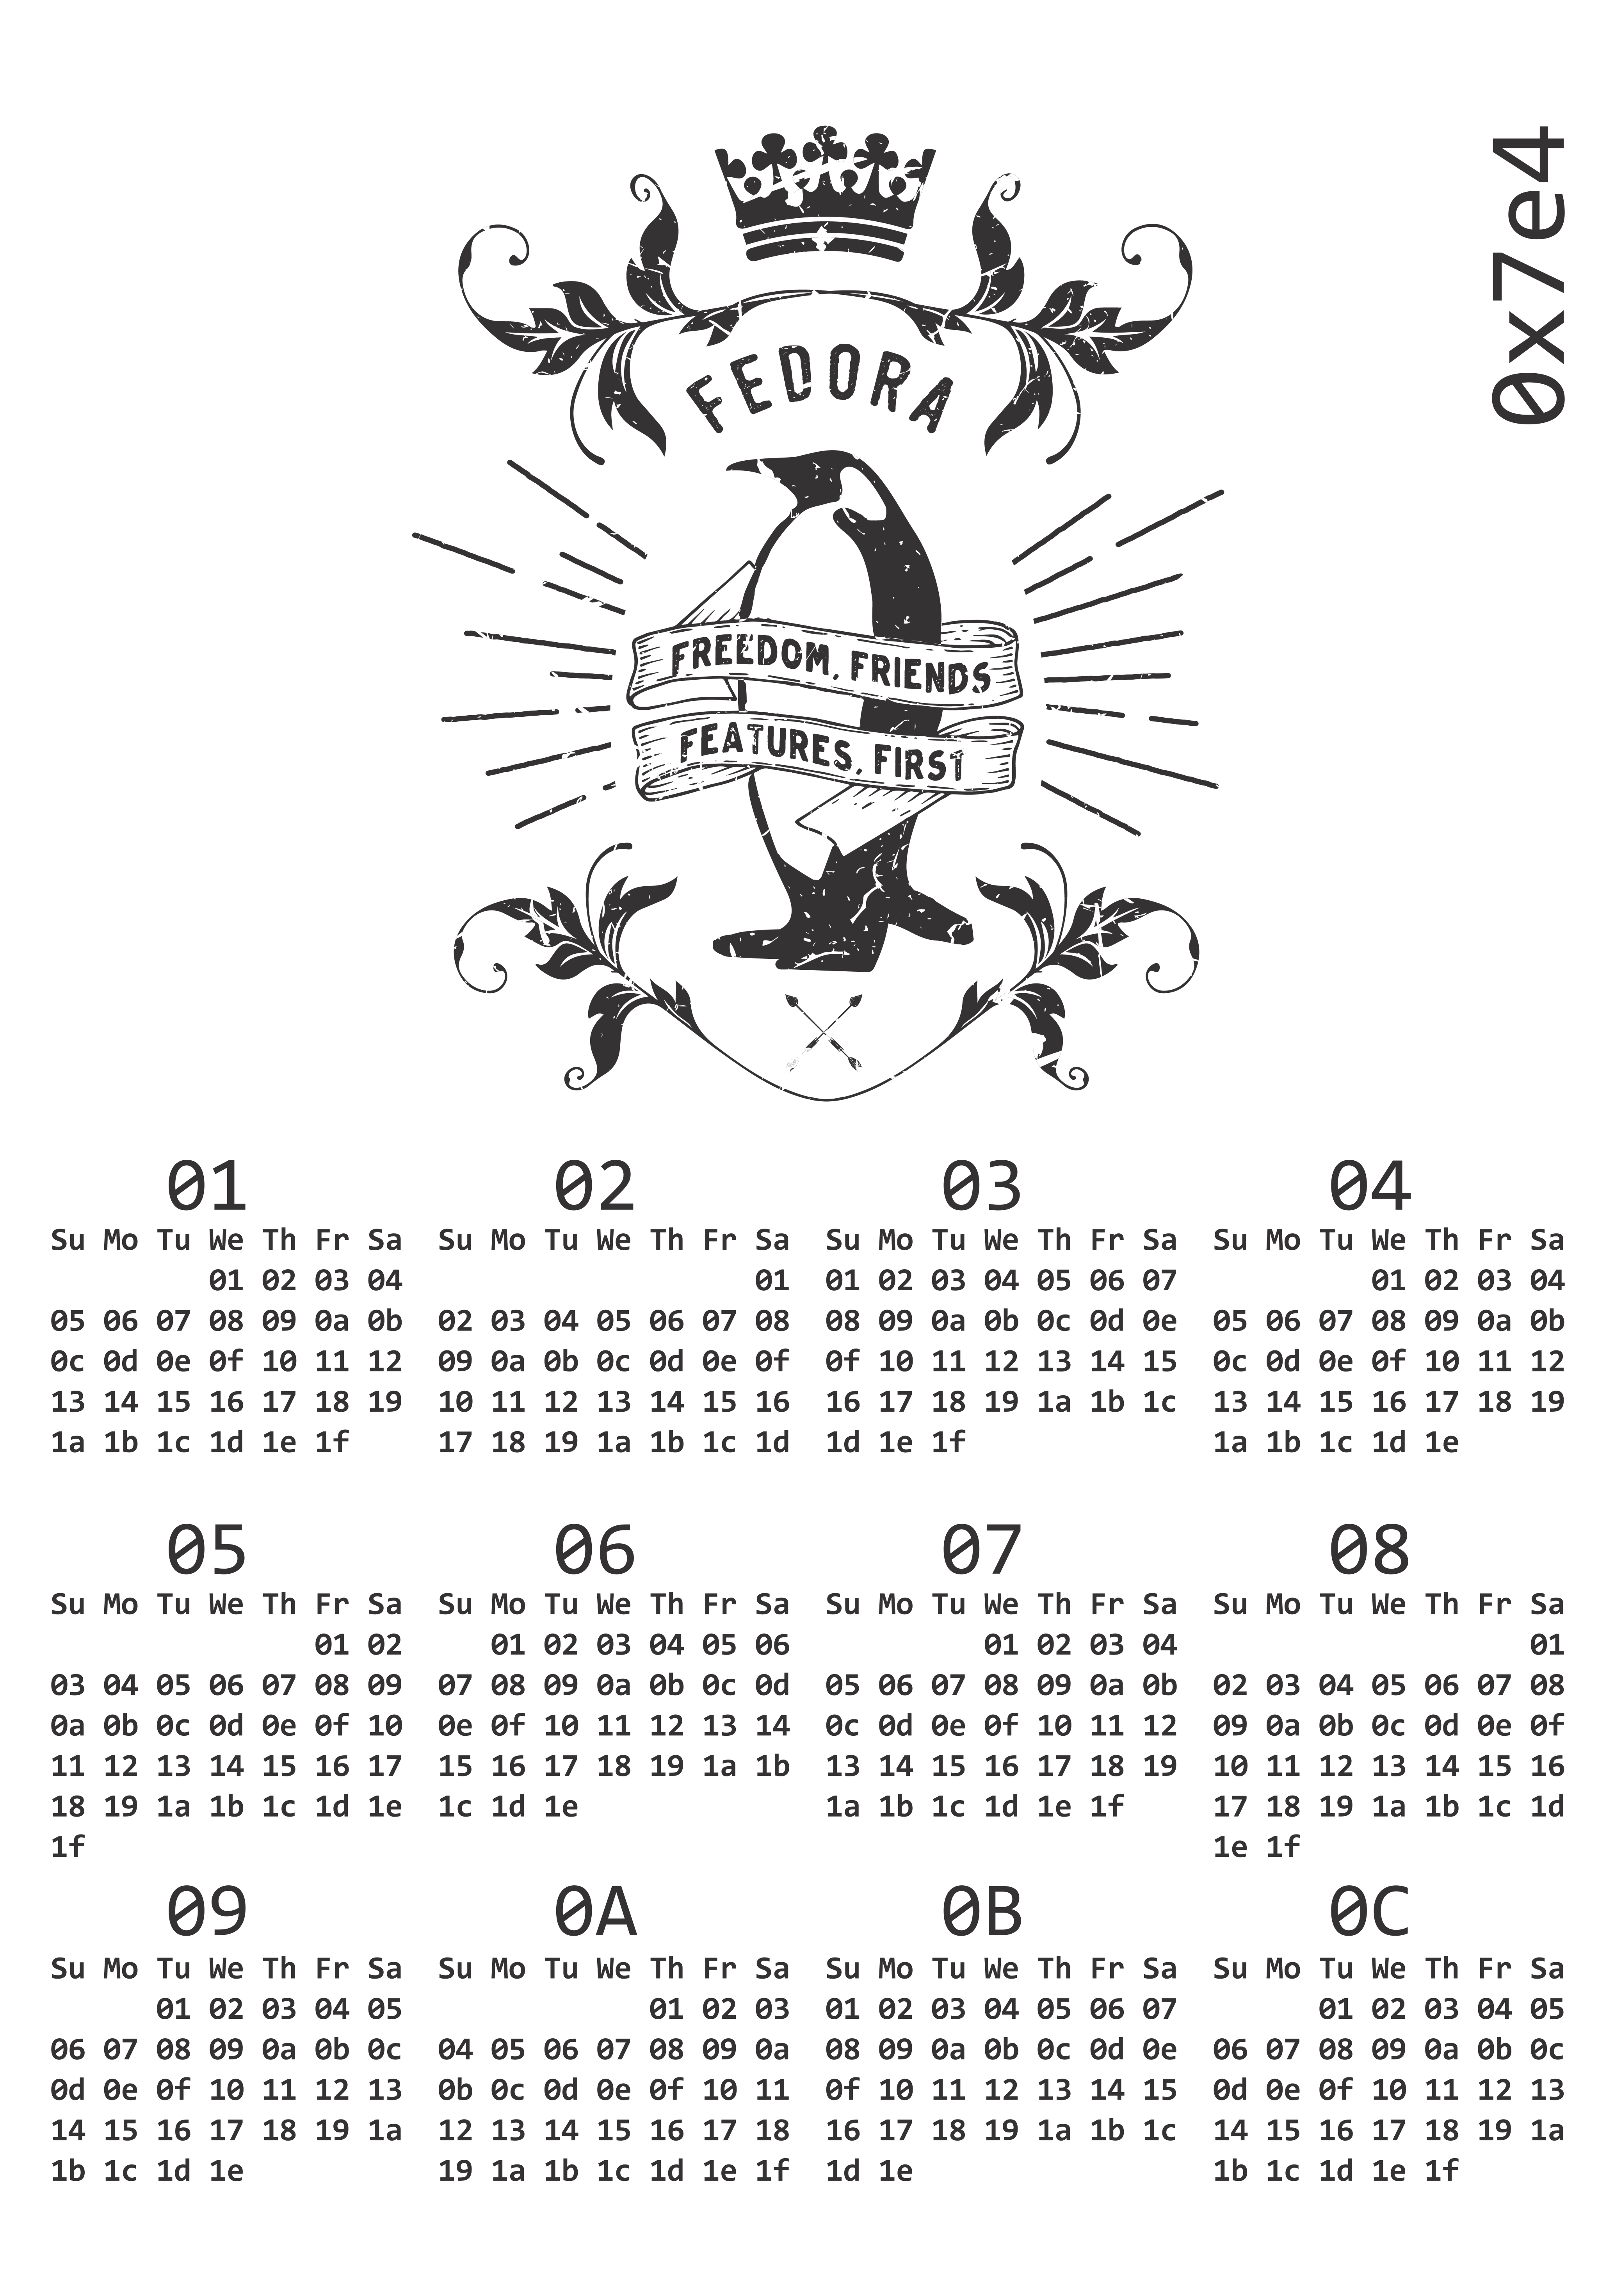 0x7e4
FEDORA
FREEDOM, FRIENDS
FEATURES, FIRST
01
Su Mo Tu We Th Fr Sa
01 02 03 04
05 06 07 08 09 0a 0b
0c 0d 0e 0f 10 11 12
13 14 15 16 17 18 19
1a 1b 1c 1d 1e 1f
02
Su Mo Tu We Th Fr Sa
01
02 03 04 05 06 07 08
09 0a 0b 0c 0d 0e 0f
10 11 12 13 14 15 16
17 18 19 1a 1b 1c 1d
03
Su Mo Tu We Th Fr Sa
01 02 03 04 05 06 07
08 09 0a 0b 0c 0d 0e
0f 10 11 12 13 14 15
16 17 18 19 1a 1b 1c
1d 1e 1f
04
Su Mo Tu We Th Fr Sa
01 02 03 04
05 06 07 08 09 0a 0b
0c 0d 0e 0f 10 11 12
13 14 15 16 17 18 19
1a 1b 1c 1d 1e
05
Su Mo Tu We Th Fr Sa
01 02
03 04 05 06 07 08 09
0a 0b 0c 0d 0e 0f 10
11 12 13 14 15 16 17
18 19 1a 1b 1c 1d 1e
1f
06
Su Mo Tu We Th Fr Sa
01 02 03 04 05 06
07 08 09 0a 0b 0c 0d
0e 0f 10 11 12 13 14
15 16 17 18 19 1a 1b
1c 1d 1e
07
Su Mo Tu We Th Fr Sa
01 02 03 04
05 06 07 08 09 0a 0b
0c 0d 0e 0f 10 11 12
13 14 15 16 17 18 19
1a 1b 1c 1d 1e 1f
08
Su Mo Tu We Th Fr Sa
01
02 03 04 05 06 07 08
09 0a 0b 0c 0d 0e 0f
10 11 12 13 14 15 16
17 18 19 1a 1b 1c 1d
1e 1f
09
Su Mo Tu We Th Fr Sa
01 02 03 04 05
06 07 08 09 0a 0b 0c
0d 0e 0f 10 11 12 13
14 15 16 17 18 19 1a
1b 1c 1d 1e
0A
Su Mo Tu We Th Fr Sa
01 02 03
04 05 06 07 08 09 0a
0b 0c 0d 0e 0f 10 11
12 13 14 15 16 17 18
19 1a 1b 1c 1d 1e 1f
0B
Su Mo Tu We Th Fr Sa
01 02 03 04 05 06 07
08 09 0a 0b 0c 0d 0e
0f 10 11 12 13 14 15
16 17 18 19 1a 1b 1c
1d 1e
0C
Su Mo Tu We Th Fr Sa
01 02 03 04 05
06 07 08 09 0a 0b 0c
0d 0e 0f 10 11 12 13
14 15 16 17 18 19 1a
1b 1c 1d 1e 1f